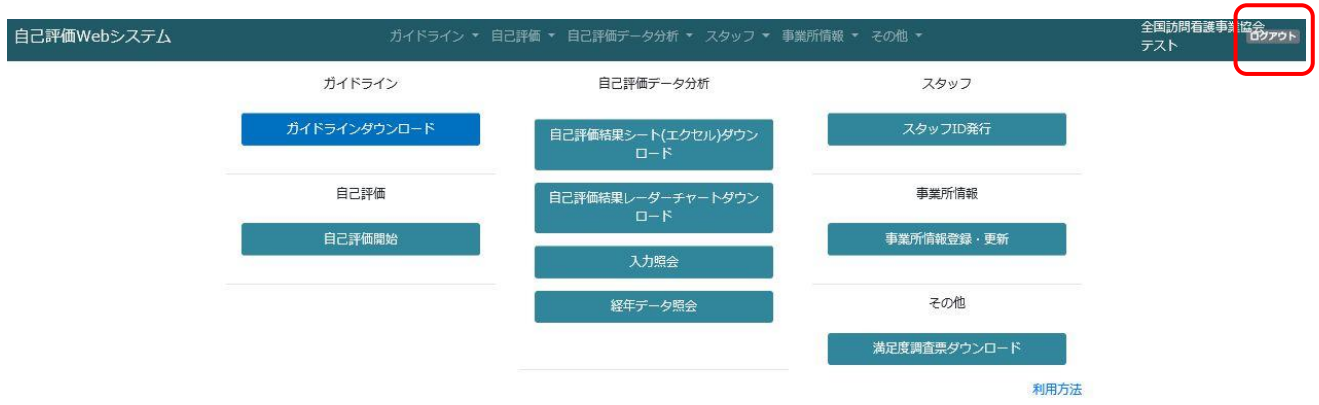 自己評価Webシステム
ガイドライン 自己評価 自己評価データ分析 スタッフ 事業所情報 その他
全国訪問看護事業協会
テスト
ログアウト
ガイドライン
ガイドラインダウンロード
自己評価
自己評価開始
自己評価データ分析
自己評価結果シート(エクセル)ダウン
ロード
自己評価結果レーダーチャートダウン
ロード
入力照会
経年データ照会
スタッフ
スタッフID発行
事業所情報
事業所情報登録・更新
その他
満足度調査票ダウンロード
利用方法